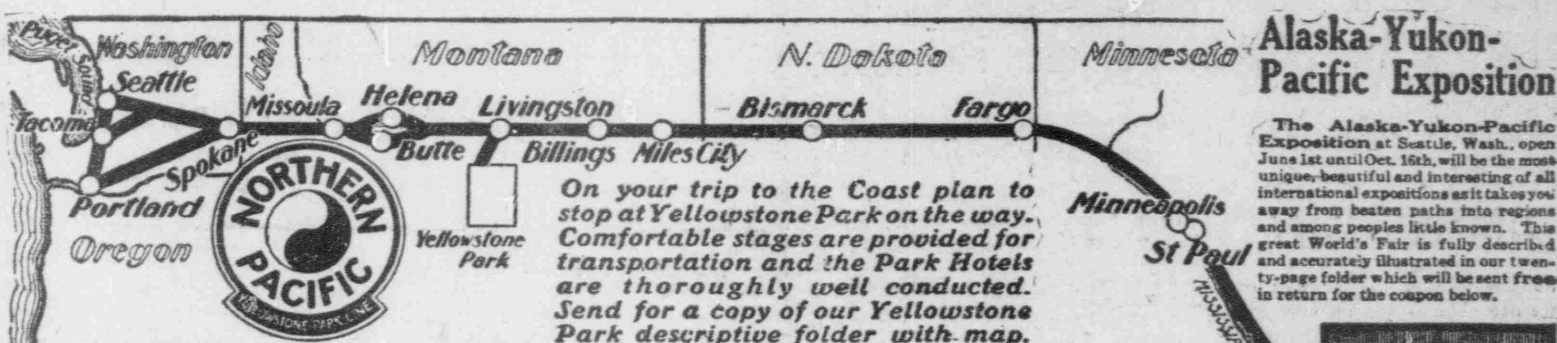 Puget Sound
Washington
Seattle
Tacoma
Portland
Oregon
Spokane
Idaho
Montana
Missoula
Helena
Butte
Livingston
Billings
Miles City
Yellowstone
Park
N. Dakota
Bismarck
Fargo
Minnesota
Minneapolis
St Paul
NORTHERN
PACIFIC
YELLOWSTONE PARK LINE
On your trip to the Coast plan to
stop at Yellowstone Park on the way.
Comfortable stages are provided for
transportation and the Park Hotels
are thoroughly well conducted.
Send for a copy of our Yellowstone
Park descriptive folder with map.
Alaska-Yukon-
Pacific Exposition
The Alaska-Yukon-Pacific
Exposition at Seattle, Wash., open
June 1st until Oct. 16th, will be the most
unique, beautiful and interesting of all
international expositions as it takes you
away from beaten paths into regions
and among peoples little known. This
great World's Fair is fully described
and accurately illustrated in our twen-
ty-page folder which will be sent free
in return for the coupon below.